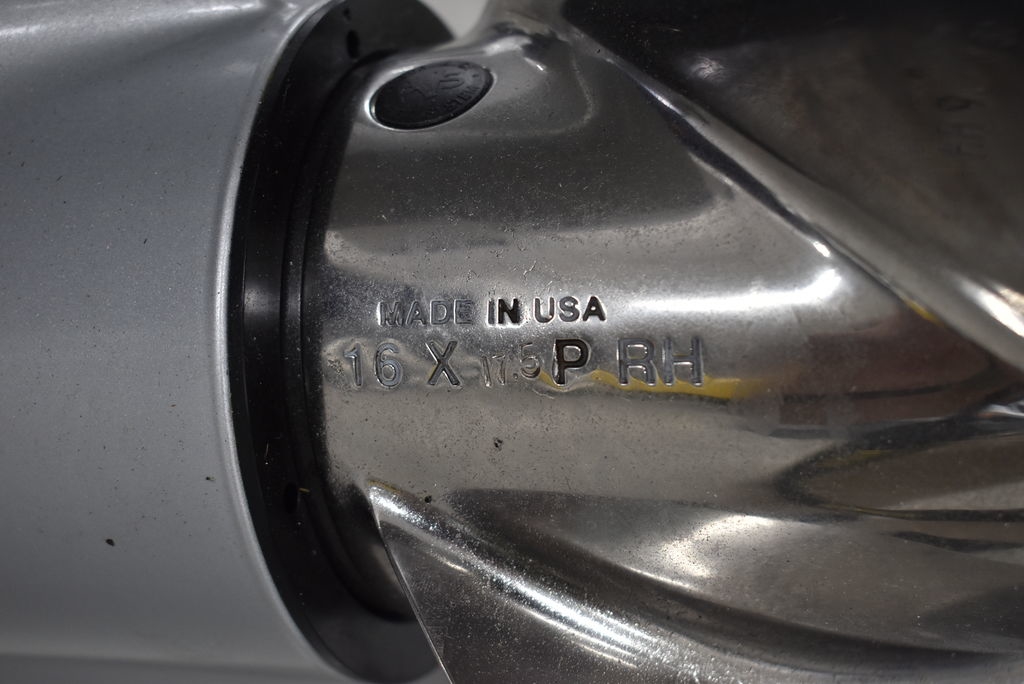 MADE IN USA
16 X 17.5 P RH